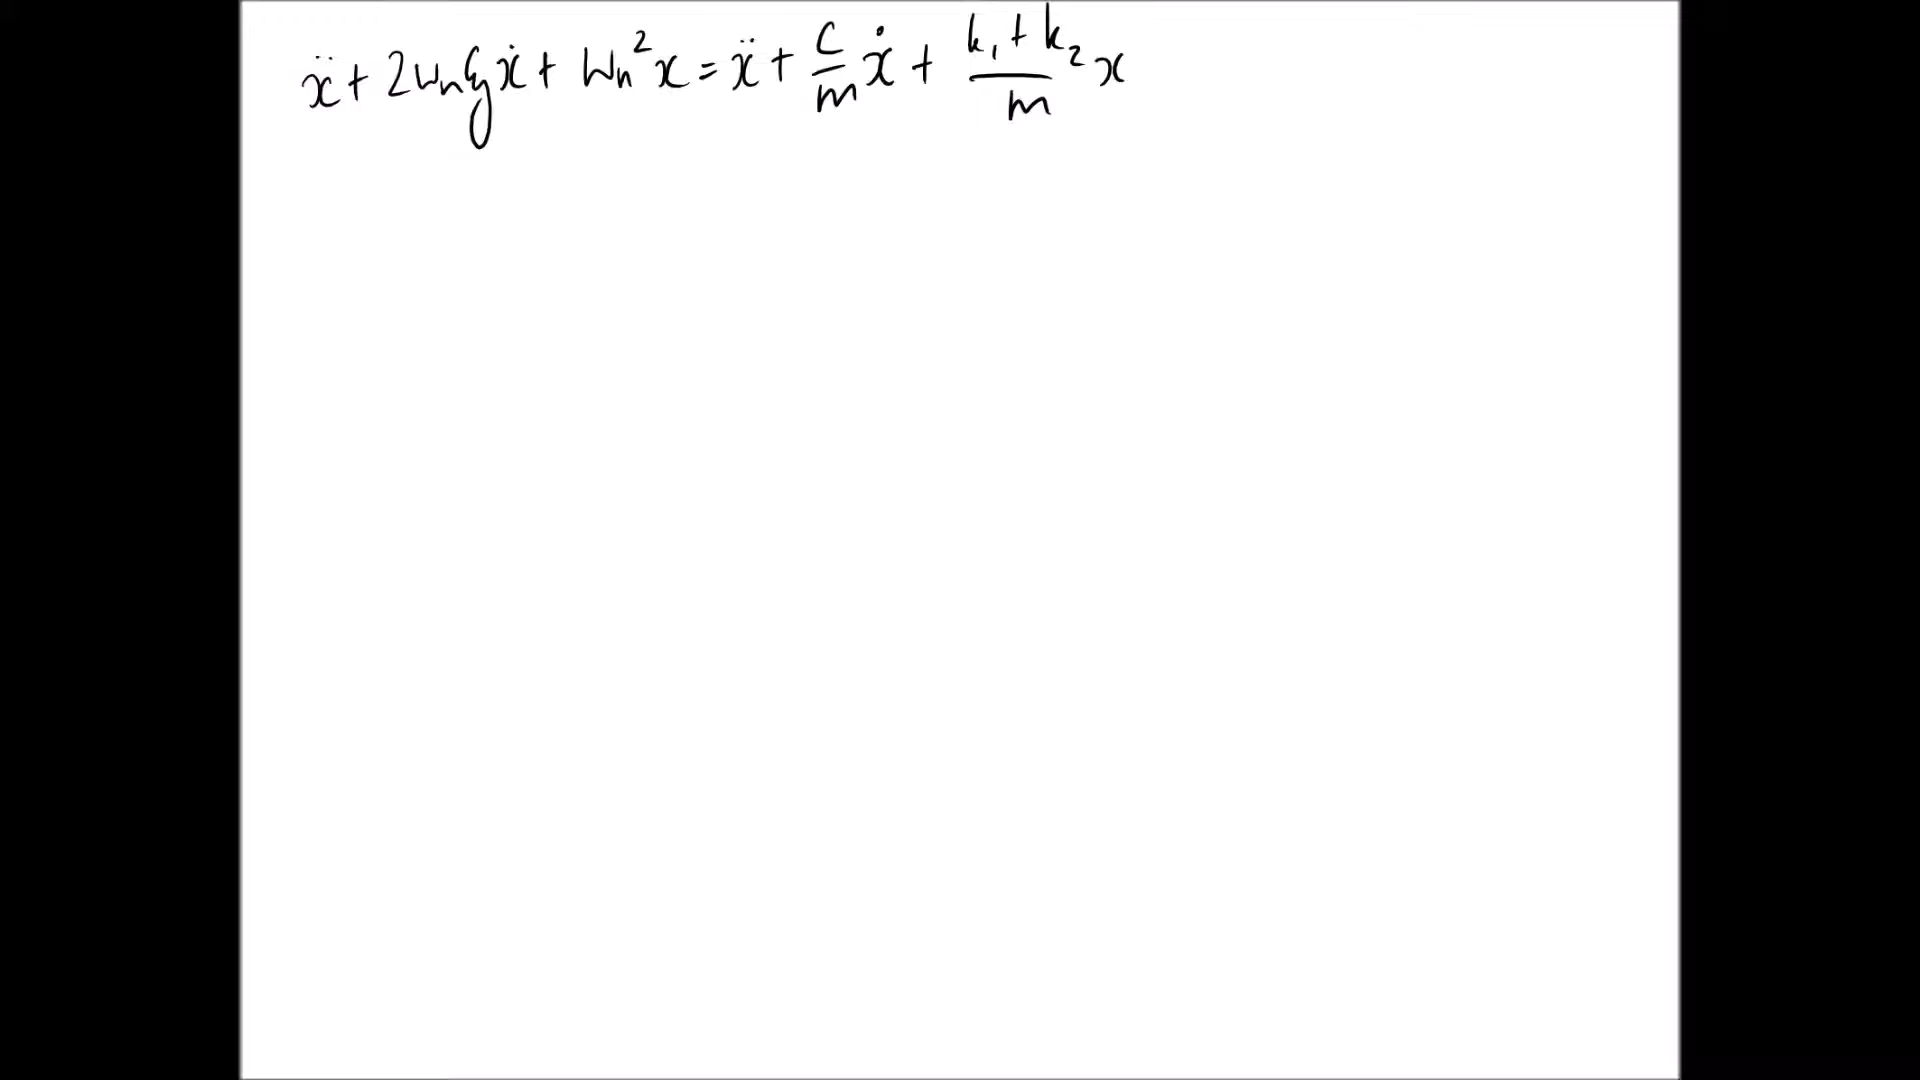 ẍ + 2ωₙζẋ + ωₙ²x = ẍ + c/m ẋ + (k₁ + k₂)/m x